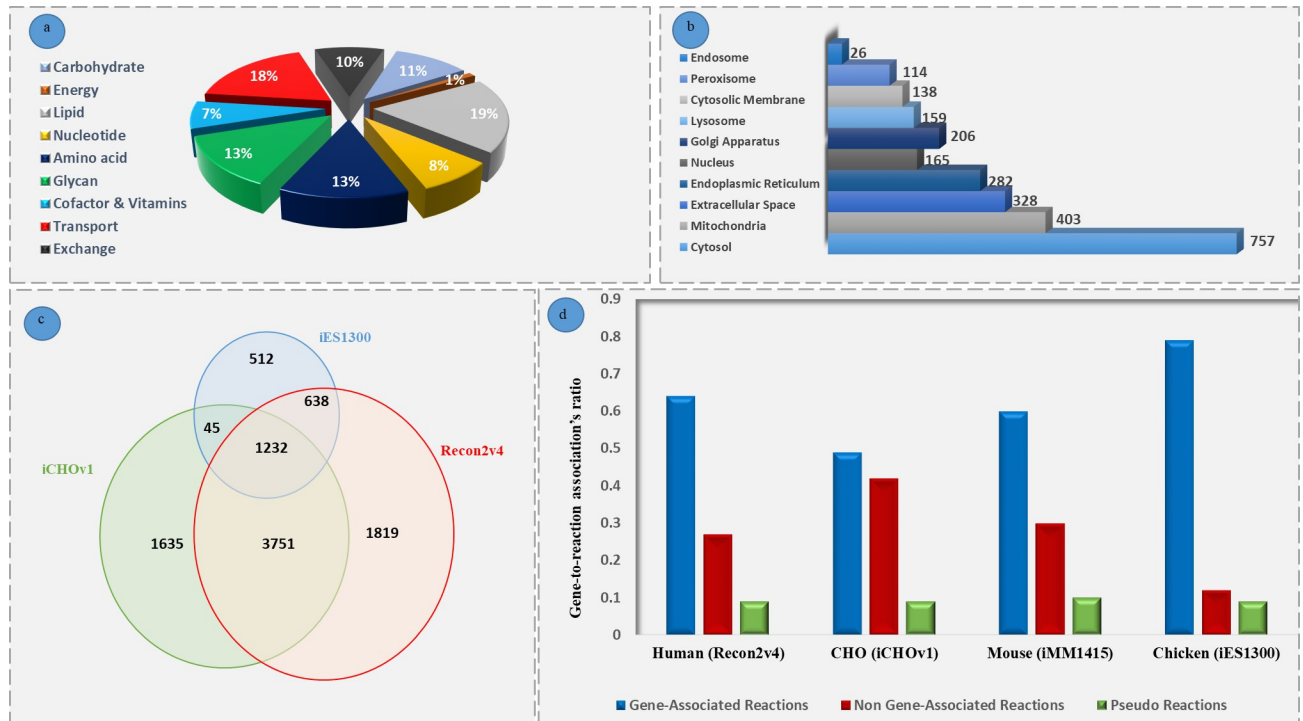 a
Carbohydrate
Energy
Lipid
Nucleotide
Amino acid
Glycan
Cofactor & Vitamins
Transport
Exchange
10%
11%
1%
18%
19%
7%
13%
8%
13%
b
Endosome
Peroxisome
Cytosolic Membrane
Lysosome
Golgi Apparatus
Nucleus
Endoplasmic Reticulum
Extracellular Space
Mitochondria
Cytosol
26
114
138
159
206
165
282
328
403
757
c
iES1300
512
638
45
1232
Recon2v4
iCHOv1
1635
3751
1819
d
Gene-to-reaction association's ratio
0.9
0.8
0.7
0.6
0.5
0.4
0.3
0.2
0.1
0
Human (Recon2v4)
CHO (iCHOv1)
Mouse (iMM1415)
Chicken (iES1300)
Gene-Associated Reactions
Non Gene-Associated Reactions
Pseudo Reactions